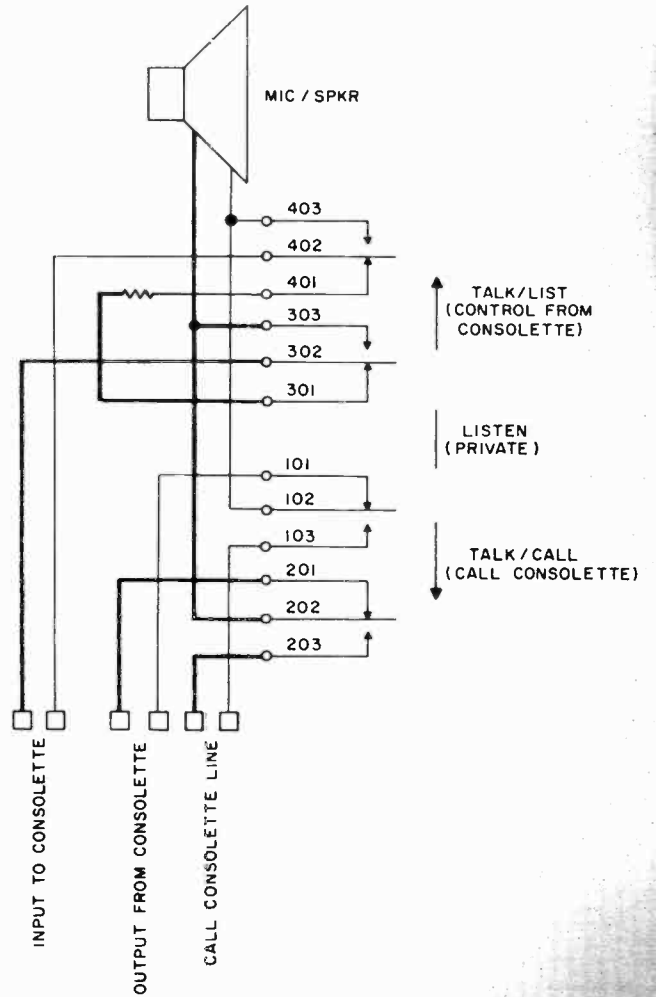 MIC / SPKR
403
402
401
303
302
301
101
102
103
201
202
203
TALK/LIST
(CONTROL FROM
CONSOLETTE)
LISTEN
(PRIVATE)
TALK/CALL
(CALL CONSOLETTE)
INPUT TO CONSOLETTE
OUTPUT FROM CONSOLETTE
CALL CONSOLETTE LINE